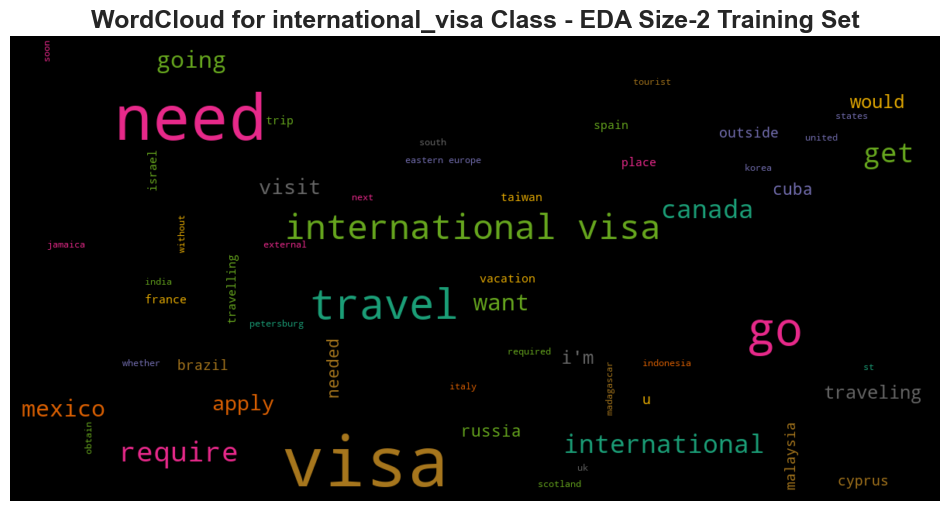 WordCloud for international_visa Class - EDA Size-2 Training Set
soon
going
tourist
need
would
trip
spain
states
outside
united
south
get
israel
eastern europe
place
korea
visit
cuba
next
taiwan
canada
without
international visa
jamaica
external
travelling
india
vacation
france
travel
want
petersburg
go
needed
required
i'm
whether
brazil
indonesia
st
italy
madagascar
traveling
mexico
apply
u
obtain
russia
require
international
malaysia
visa
uk
scotland
cyprus